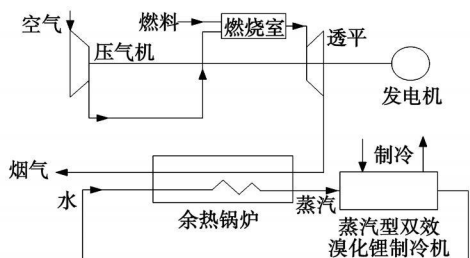 空气
燃料
燃烧室
透平
压气机
发电机
烟气
制冷
水
蒸汽
余热锅炉
蒸汽型双效
溴化锂制冷机